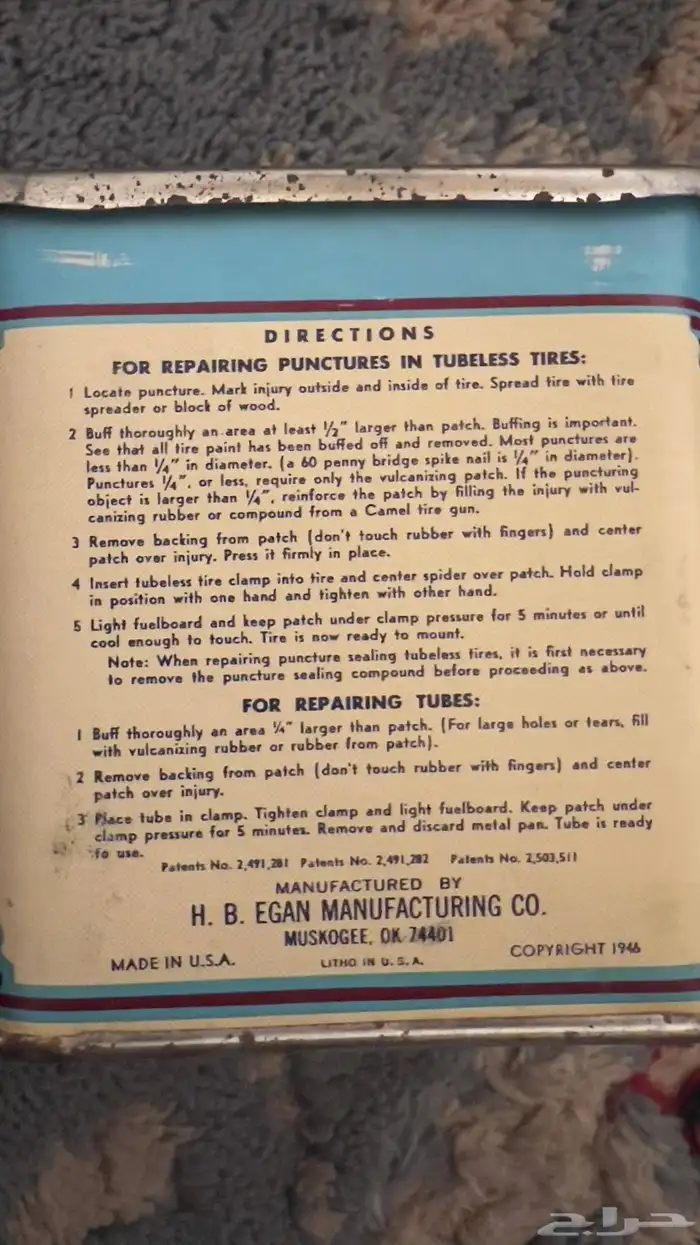 DIRECTIONS
FOR REPAIRING PUNCTURES IN TUBELESS TIRES:
1 Locate puncture. Mark injury outside and inside of tire. Spread tire with tire
spreader or block of wood.
2 Buff thoroughly an area at least 1/2" larger than patch. Buffing is important.
See that all tire paint has been buffed off and removed. Most punctures are
less than 1/4" in diameter. (a 60 penny bridge spike nail is 1/4" in diameter).
Punctures 1/4", or less, require only the vulcanizing patch. If the puncturing
object is larger than 1/4", reinforce the patch by filling the injury with vul-
canizing rubber or compound from a Camel tire gun.
3 Remove backing from patch (don't touch rubber with fingers) and center
patch over injury. Press it firmly in place.
4 Insert tubeless tire clamp into tire and center spider over patch. Hold clamp
in position with one hand and tighten with other hand.
5 Light fuelboard and keep patch under clamp pressure for 5 minutes or until
cool enough to touch. Tire is now ready to mount.
Note: When repairing puncture sealing tubeless tires, it is first necessary
to remove the puncture sealing compound before proceeding as above.
FOR REPAIRING TUBES:
1 Buff thoroughly an area 1/4" larger than patch. (For large holes or tears, fill
with vulcanizing rubber or rubber from patch).
2 Remove backing from patch (don't touch rubber with fingers) and center
patch over injury.
3 Place tube in clamp. Tighten clamp and light fuelboard. Keep patch under
clamp pressure for 5 minutes. Remove and discard metal pan. Tube is ready
to use.
Patents No. 2,491,281 Patents No. 2,491,282 Patents No. 2,503,511
MANUFACTURED BY
H. B. EGAN MANUFACTURING CO.
MUSKOGEE, OK 74401
MADE IN U.S.A. LITHO IN U.S.A. COPYRIGHT 1946
حراج